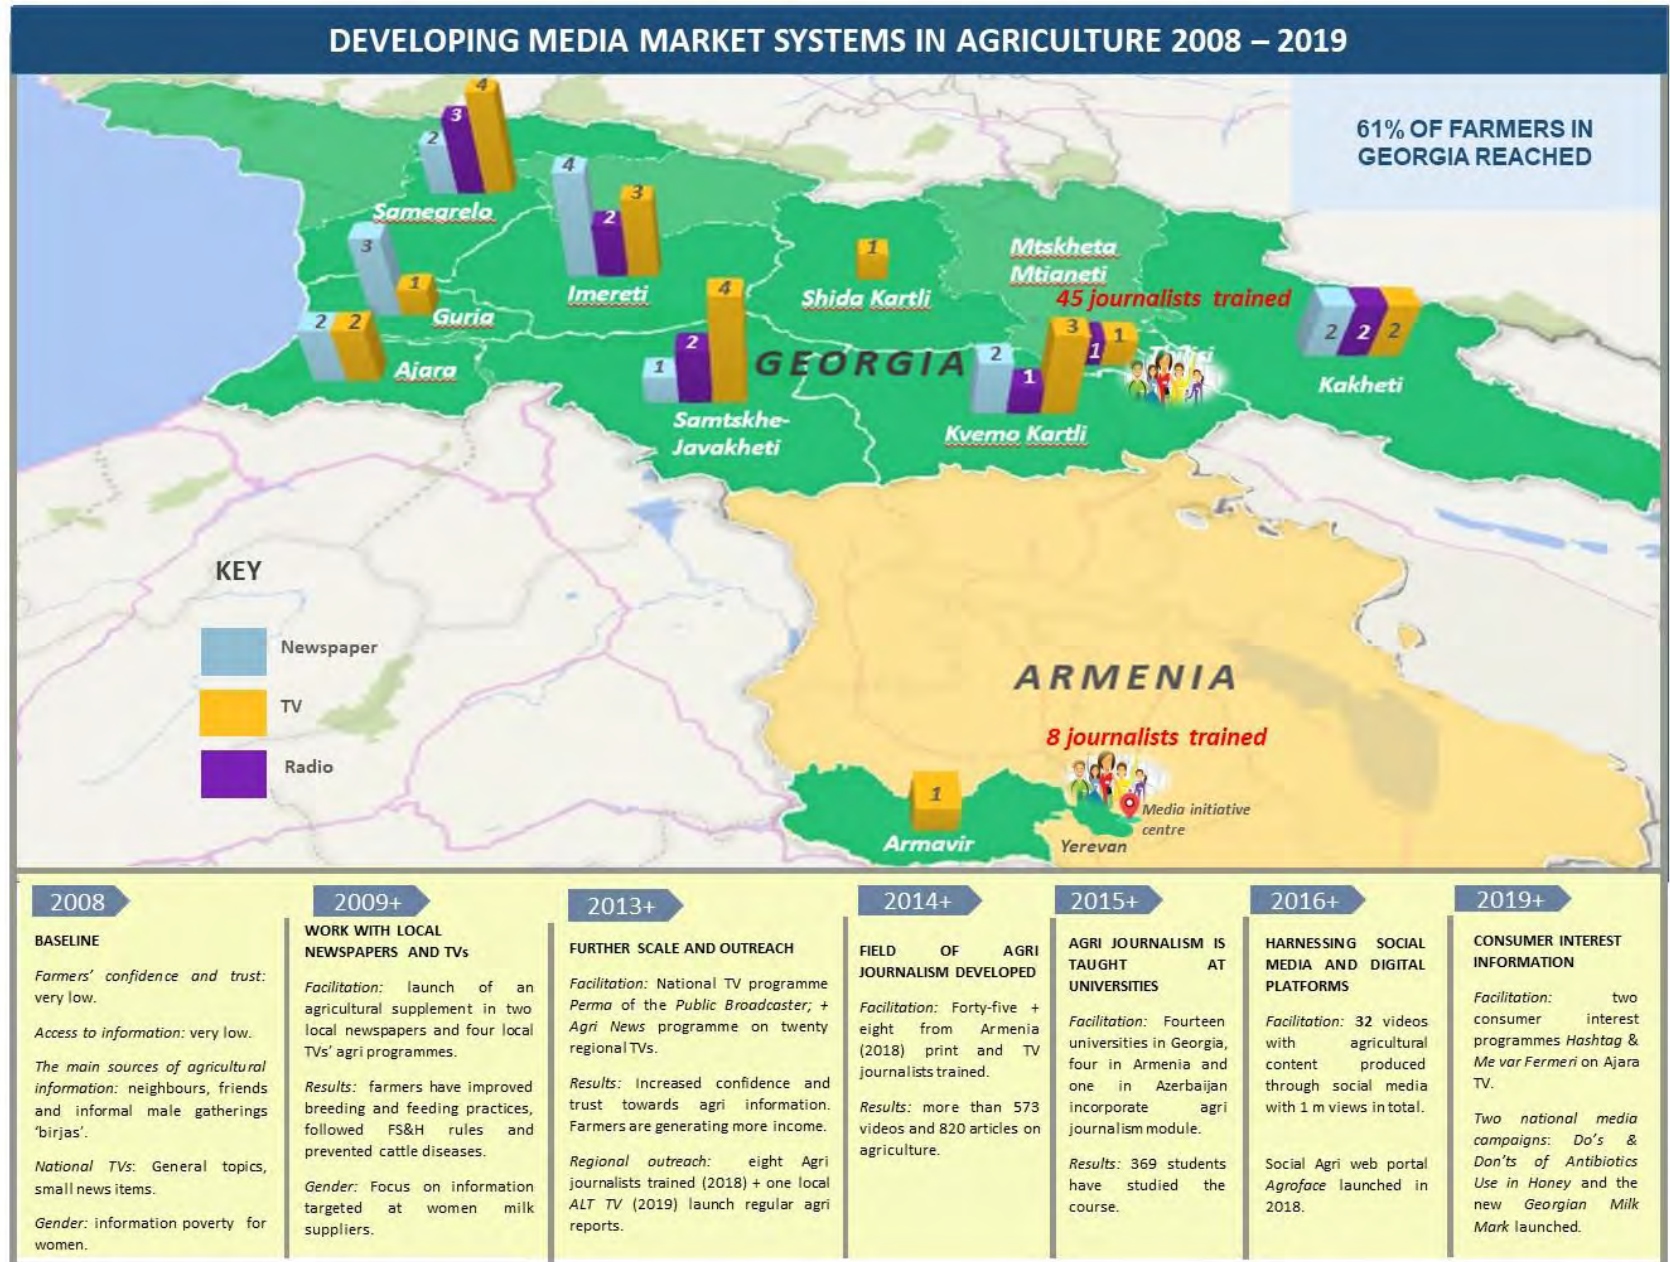 DEVELOPING MEDIA MARKET SYSTEMS IN AGRICULTURE 2008 – 2019
61% OF FARMERS IN
GEORGIA REACHED
2
3
4
Samegrelo
4
2
3
Imereti
3
1
Guria
2
2
Ajara
1
Shida Kartli
Mtskheta
Mtianeti
45 journalists trained
1
2
4
Samtskhe-
Javakheti
GEORGIA
2
1
3
Kvemo Kartli
1
1
Tbilisi
2
2
2
Kakheti
KEY
Newspaper
TV
Radio
ARMENIA
8 journalists trained
1
Armavir
Media initiative
centre
Yerevan
2008
BASELINE
Farmers' confidence and trust:
very low.
Access to information: very low.
The main sources of agricultural
information: neighbours, friends
and informal male gatherings
'birjas'.
National TVs: General topics,
small news items.
Gender: information poverty for
women.
2009+
WORK WITH LOCAL
NEWSPAPERS AND TVs
Facilitation: launch of an
agricultural supplement in two
local newspapers and four local
TVs' agri programmes.
Results: farmers have improved
breeding and feeding practices,
followed FS&H rules and
prevented cattle diseases.
Gender: Focus on information
targeted at women milk
suppliers.
2013+
FURTHER SCALE AND OUTREACH
Facilitation: National TV programme
Perma of the Public Broadcaster; +
Agri News programme on twenty
regional TVs.
Results: Increased confidence and
trust towards agri information.
Farmers are generating more income.
Regional outreach: eight Agri
journalists trained (2018) + one local
ALT TV (2019) launch regular agri
reports.
2014+
FIELD OF AGRI
JOURNALISM DEVELOPED
Facilitation: Forty-five +
eight from Armenia
(2018) print and TV
journalists trained.
Results: more than 573
videos and 820 articles on
agriculture.
2015+
AGRI JOURNALISM IS
TAUGHT AT
UNIVERSITIES
Facilitation: Fourteen
universities in Georgia,
four in Armenia and
one in Azerbaijan
incorporate agri
journalism module.
Results: 369 students
have studied the
course.
2016+
HARNESSING SOCIAL
MEDIA AND DIGITAL
PLATFORMS
Facilitation: 32 videos
with agricultural
content produced
through social media
with 1 m views in total.
Social Agri web portal
Agroface launched in
2018.
2019+
CONSUMER INTEREST
INFORMATION
Facilitation: two
consumer interest
programmes Hashtag &
Me var Fermeri on Ajara
TV.
Two national media
campaigns: Do's &
Don'ts of Antibiotics
Use in Honey and the
new Georgian Milk
Mark launched.